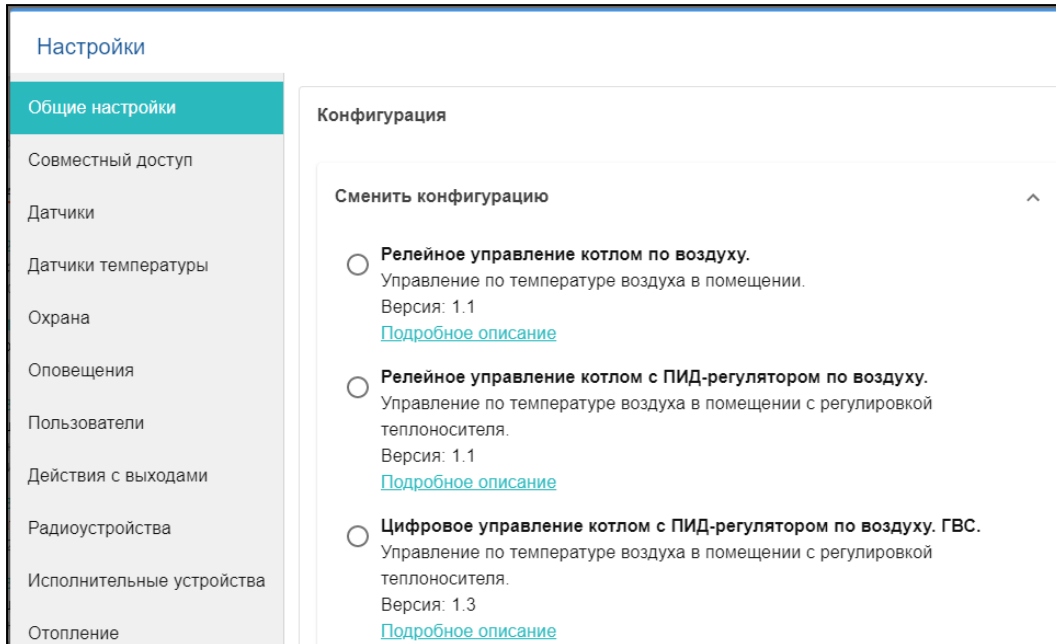 Настройки
Общие настройки
Совместный доступ
Датчики
Датчики температуры
Охрана
Оповещения
Пользователи
Действия с выходами
Радиоустройства
Исполнительные устройства
Отопление
Конфигурация
Сменить конфигурацию
Релейное управление котлом по воздуху.
Управление по температуре воздуха в помещении.
Версия: 1.1
Подробное описание
Релейное управление котлом с ПИД-регулятором по воздуху.
Управление по температуре воздуха в помещении с регулировкой
теплоносителя.
Версия: 1.1
Подробное описание
Цифровое управление котлом с ПИД-регулятором по воздуху. ГВС.
Управление по температуре воздуха в помещении с регулировкой
теплоносителя.
Версия: 1.3
Подробное описание